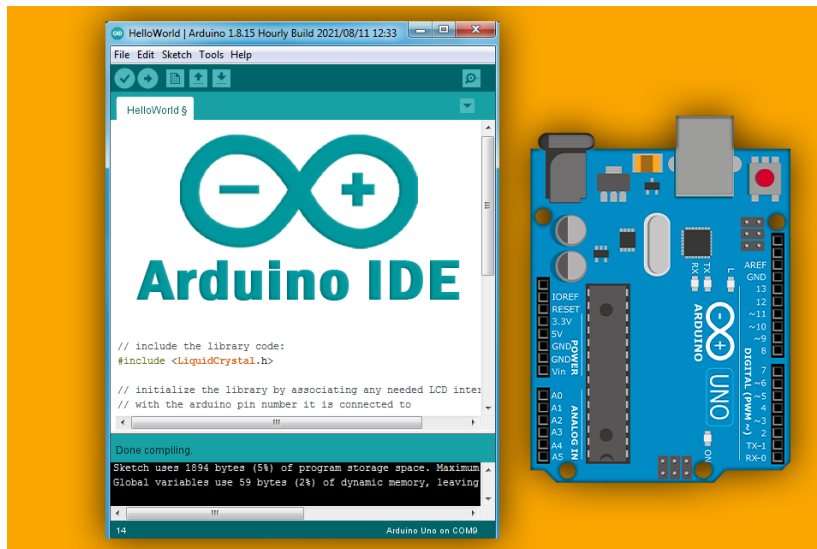 HelloWorld | Arduino 1.8.15 Hourly Build 2021/08/11 12:33
File Edit Sketch Tools Help
HelloWorld §
Arduino IDE
// include the library code:
#include <LiquidCrystal.h>
// initialize the library by associating any needed LCD inter
// with the arduino pin number it is connected to
Done compiling.
Sketch uses 1894 bytes (5%) of program storage space. Maximum
Global variables use 59 bytes (2%) of dynamic memory, leaving
14
Arduino Uno on COM9
RX
TX
L
IOREF
RESET
3.3V
5V
GND
GND
Vin
POWER
A0
A1
A2
A3
A4
A5
ANALOG IN
ARDUINO
UNO
ON
AREF
GND
13
12
~11
~10
~9
8
7
~6
~5
4
~3
2
TX-1
RX-0
DIGITAL (PWM ~)